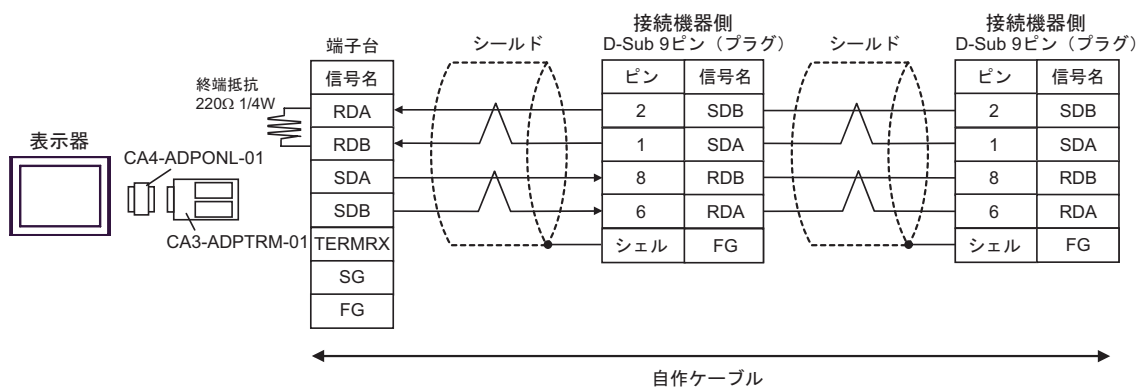 表示器
CA4-ADPONL-01
CA3-ADPTRM-01
終端抵抗
220Ω 1/4W
端子台
信号名
RDA
RDB
SDA
SDB
TERMRX
SG
FG
シールド
接続機器側
D-Sub 9ピン（プラグ）
ピン 信号名
2 SDB
1 SDA
8 RDB
6 RDA
シェル FG
シールド
接続機器側
D-Sub 9ピン（プラグ）
ピン 信号名
2 SDB
1 SDA
8 RDB
6 RDA
シェル FG
自作ケーブル